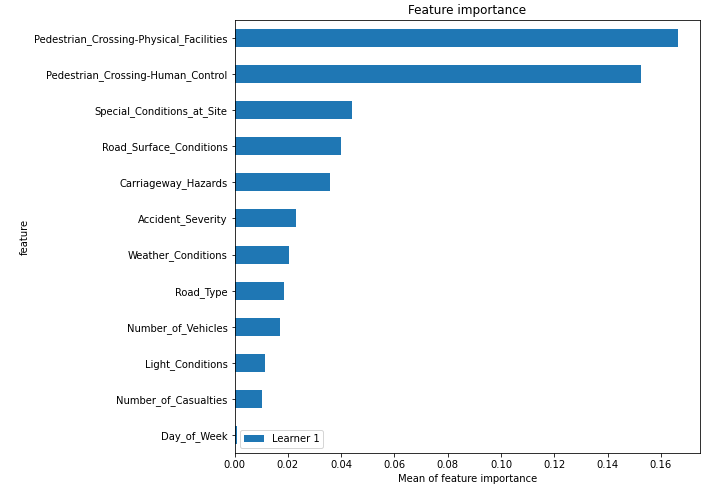 Feature importance
Pedestrian_Crossing-Physical_Facilities
Pedestrian_Crossing-Human_Control
Special_Conditions_at_Site
Road_Surface_Conditions
Carriageway_Hazards
Accident_Severity
Weather_Conditions
Road_Type
Number_of_Vehicles
Light_Conditions
Number_of_Casualties
Day_of_Week
feature
Learner 1
0.00 0.02 0.04 0.06 0.08 0.10 0.12 0.14 0.16
Mean of feature importance